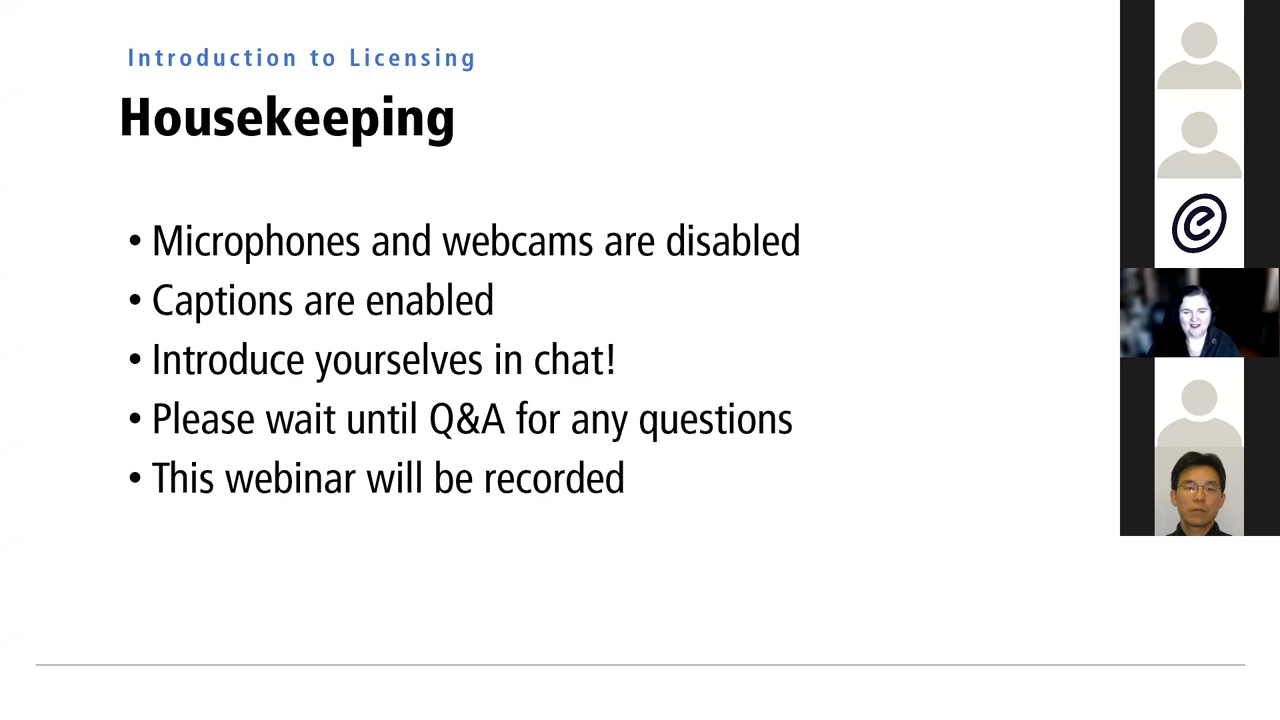 Introduction to Licensing
Housekeeping
• Microphones and webcams are disabled
• Captions are enabled
• Introduce yourselves in chat!
• Please wait until Q&A for any questions
• This webinar will be recorded